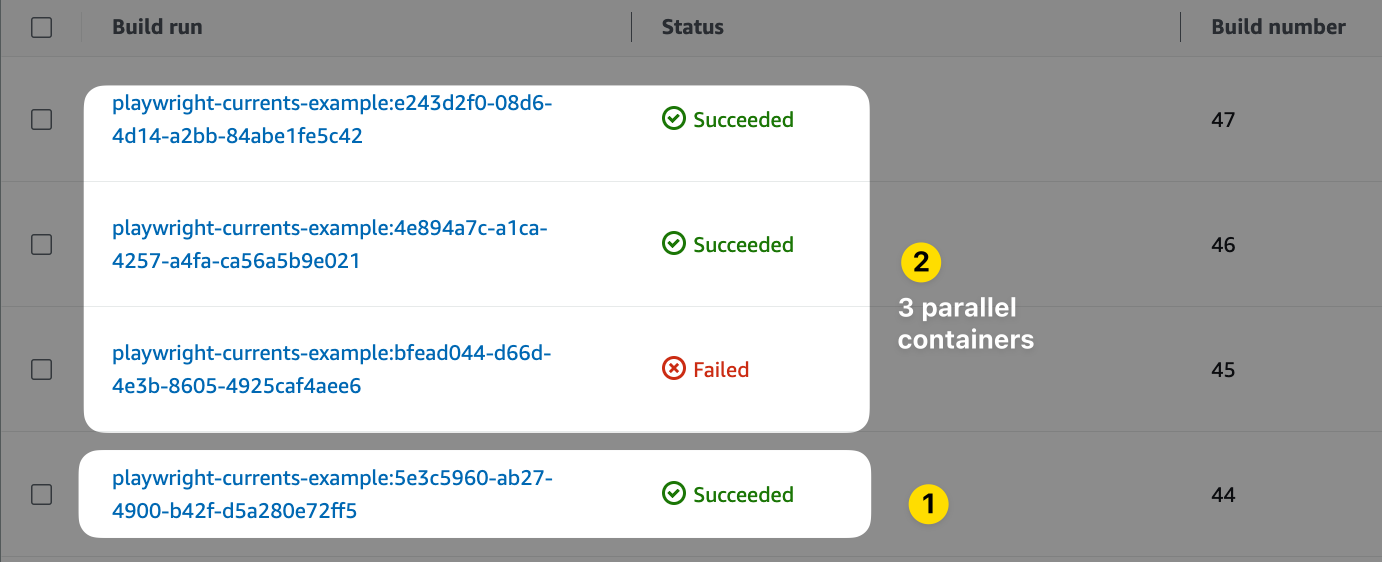 Build run Status Build number
playwright-currents-example:e243d2f0-08d6-
4d14-a2bb-84abe1fe5c42
Succeeded
47
playwright-currents-example:4e894a7c-a1ca-
4257-a4fa-ca56a5b9e021
Succeeded
46
2
3 parallel
containers
playwright-currents-example:bfead044-d66d-
4e3b-8605-4925caf4aee6
Failed
45
playwright-currents-example:5e3c5960-ab27-
4900-b42f-d5a280e72ff5
Succeeded
1
44